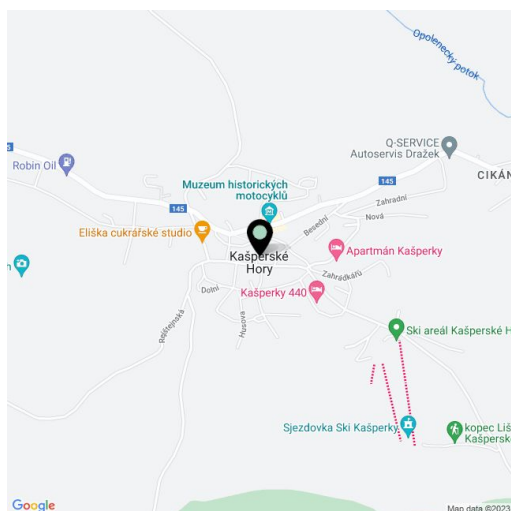 Opolenecký
potok
Q-SERVICE
Autoservis Dražek
Robin Oil
CIKÁN
145
Muzeum historických
motocyklů
Zahradní
145
Nová
Besední
Eliška cukrářské studio
Apartmán Kašperky
Kašperské
Hory
Zahrádkářů
Dolní
Kašperky 440
Husova
Ski areál Kašperské H
Sjezdovka Ski Kašperky
kopec Liš
Kašpersk
Google
Map data ©2023